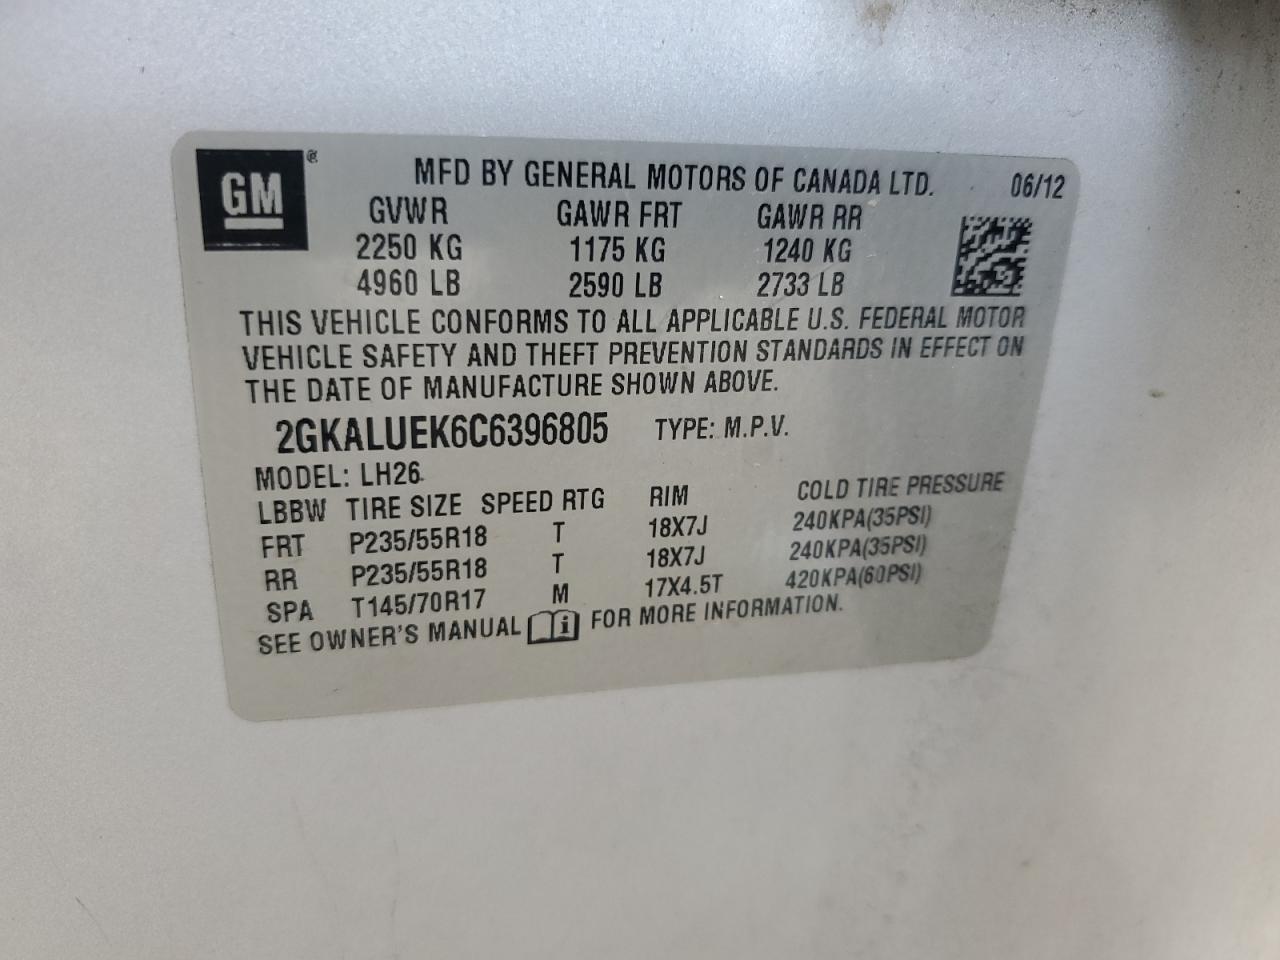 GM ®
MFD BY GENERAL MOTORS OF CANADA LTD. 06/12
GVWR GAWR FRT GAWR RR
2250 KG 1175 KG 1240 KG
4960 LB 2590 LB 2733 LB
THIS VEHICLE CONFORMS TO ALL APPLICABLE U.S. FEDERAL MOTOR
VEHICLE SAFETY AND THEFT PREVENTION STANDARDS IN EFFECT ON
THE DATE OF MANUFACTURE SHOWN ABOVE.
2GKALUEK6C6396805 TYPE: M.P.V.
MODEL: LH26
LBBW TIRE SIZE SPEED RTG RIM COLD TIRE PRESSURE
FRT P235/55R18 T 18X7J 240KPA(35PSI)
RR P235/55R18 T 18X7J 240KPA(35PSI)
SPA T145/70R17 M 17X4.5T 420KPA(60PSI)
SEE OWNER'S MANUAL i FOR MORE INFORMATION.